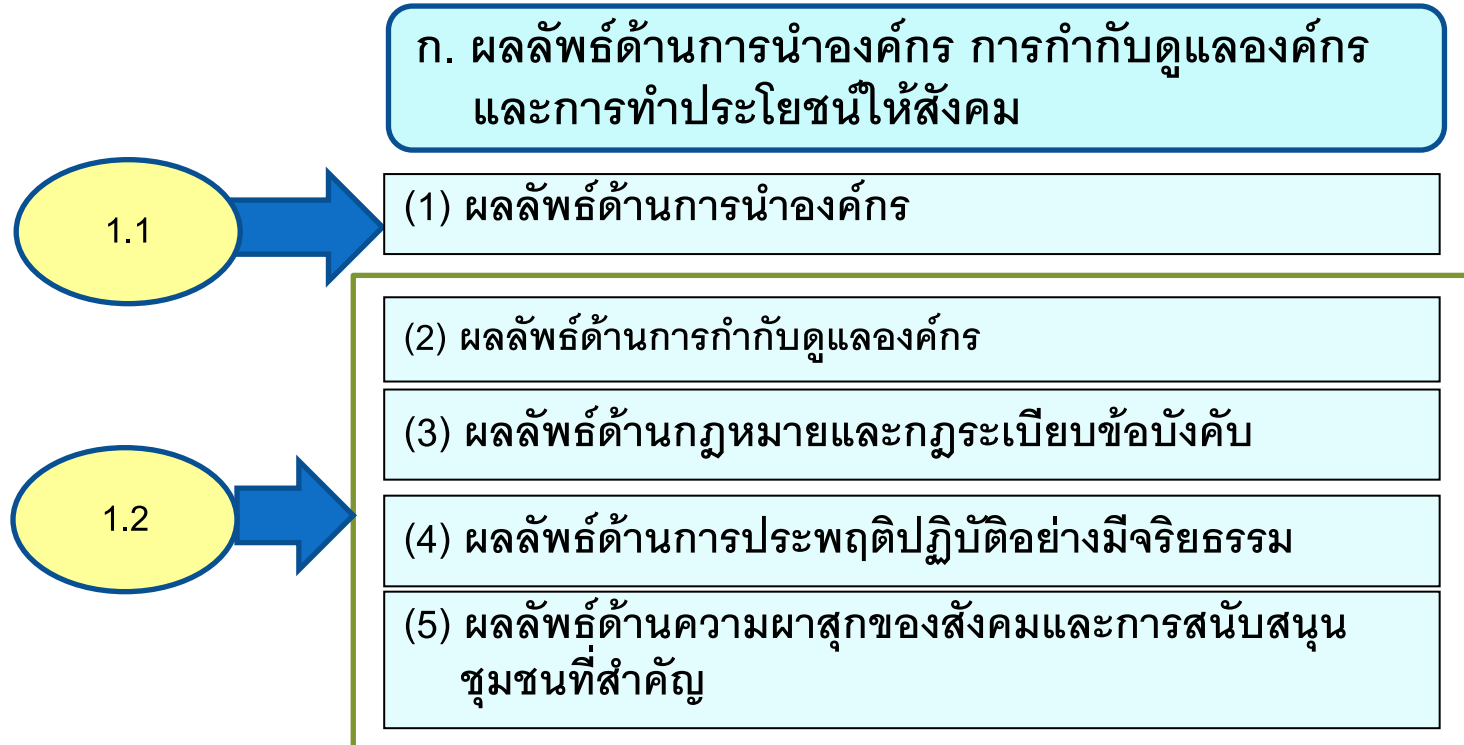 ก. ผลลัพธ์ด้านการนำองค์กร การกำกับดูแลองค์กร
และการทำประโยชน์ให้สังคม
1.1
(1) ผลลัพธ์ด้านการนำองค์กร
(2) ผลลัพธ์ด้านการกำกับดูแลองค์กร
(3) ผลลัพธ์ด้านกฎหมายและกฎระเบียบข้อบังคับ
1.2
(4) ผลลัพธ์ด้านการประพฤติปฏิบัติอย่างมีจริยธรรม
(5) ผลลัพธ์ด้านความผาสุกของสังคมและการสนับสนุน
ชุมชนที่สำคัญ